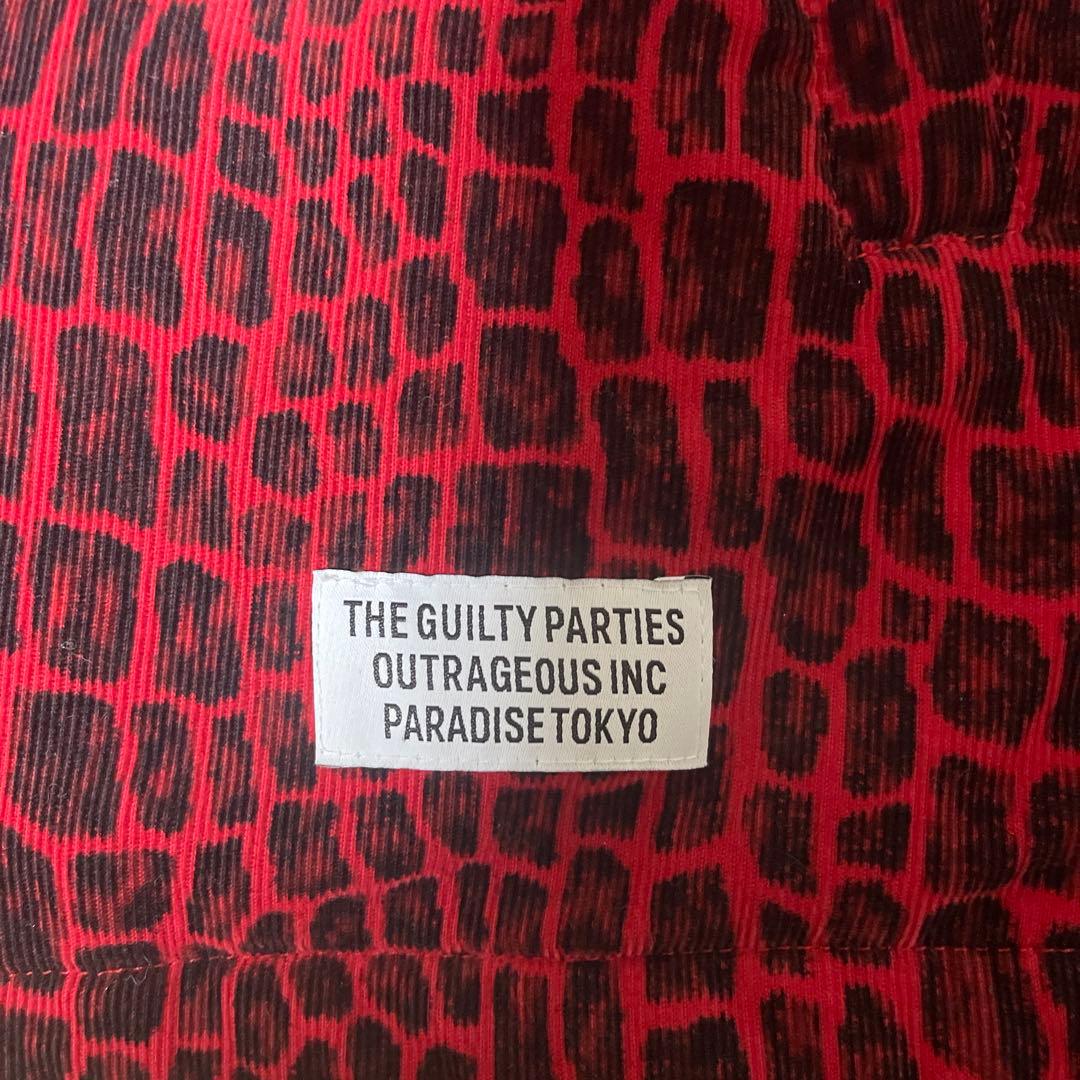 THE GUILTY PARTIES
OUTRAGEOUS INC
PARADISE TOKYO